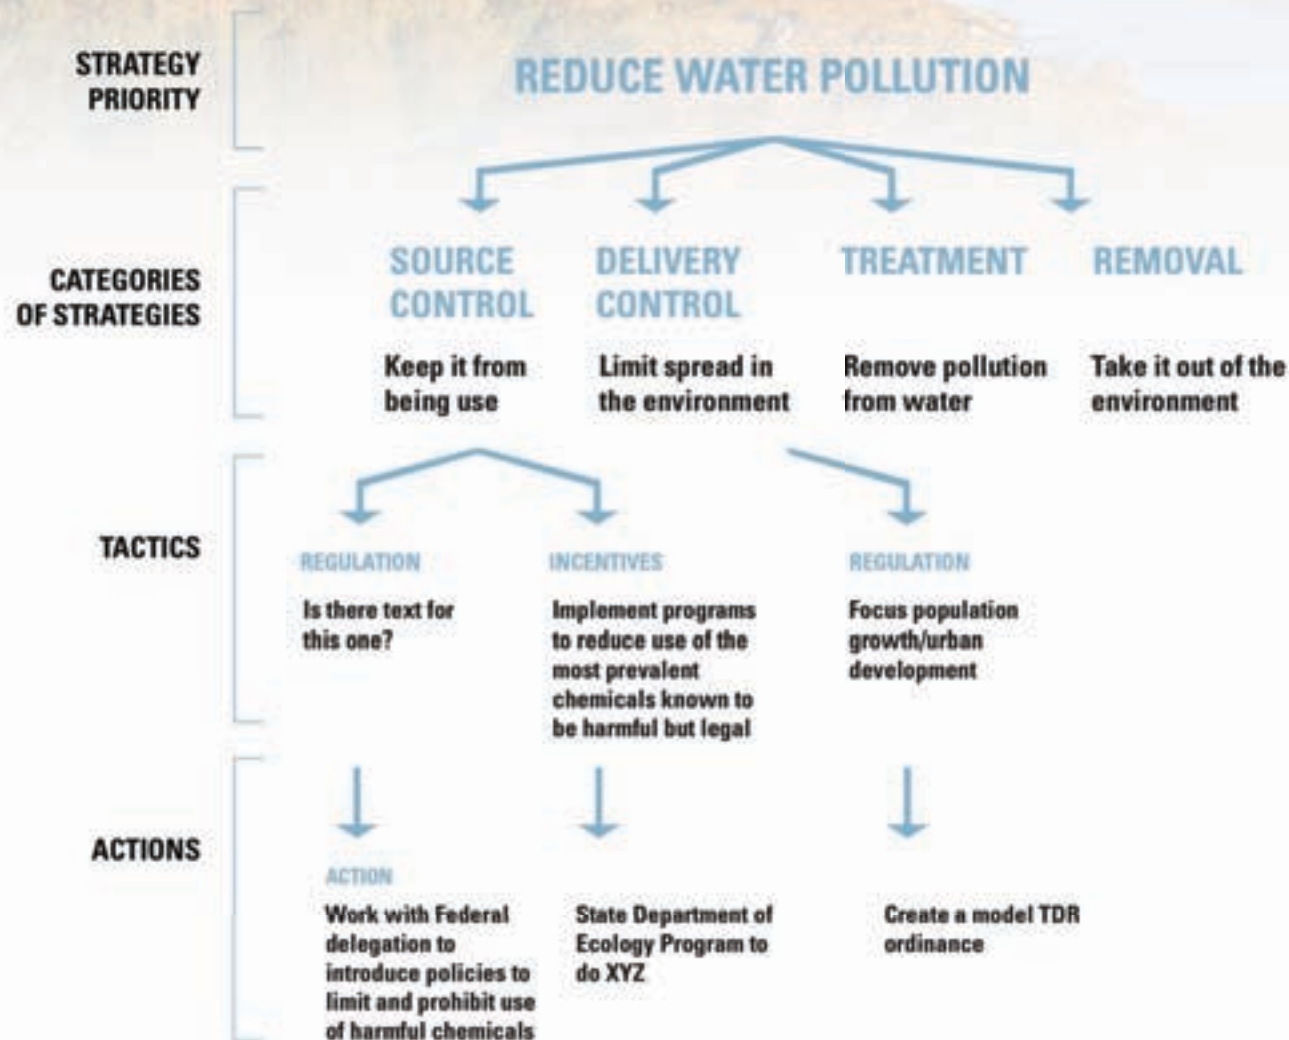 STRATEGY
PRIORITY
REDUCE WATER POLLUTION
CATEGORIES
OF STRATEGIES
SOURCE
CONTROL
Keep it from
being use
DELIVERY
CONTROL
Limit spread in
the environment
TREATMENT
Remove pollution
from water
REMOVAL
Take it out of the
environment
TACTICS
REGULATION
Is there text for
this one?
INCENTIVES
Implement programs
to reduce use of the
most prevalent
chemicals known to
be harmful but legal
REGULATION
Focus population
growth/urban
development
ACTIONS
ACTION
Work with Federal
delegation to
introduce policies to
limit and prohibit use
of harmful chemicals
State Department of
Ecology Program to
do XYZ
Create a model TDR
ordinance